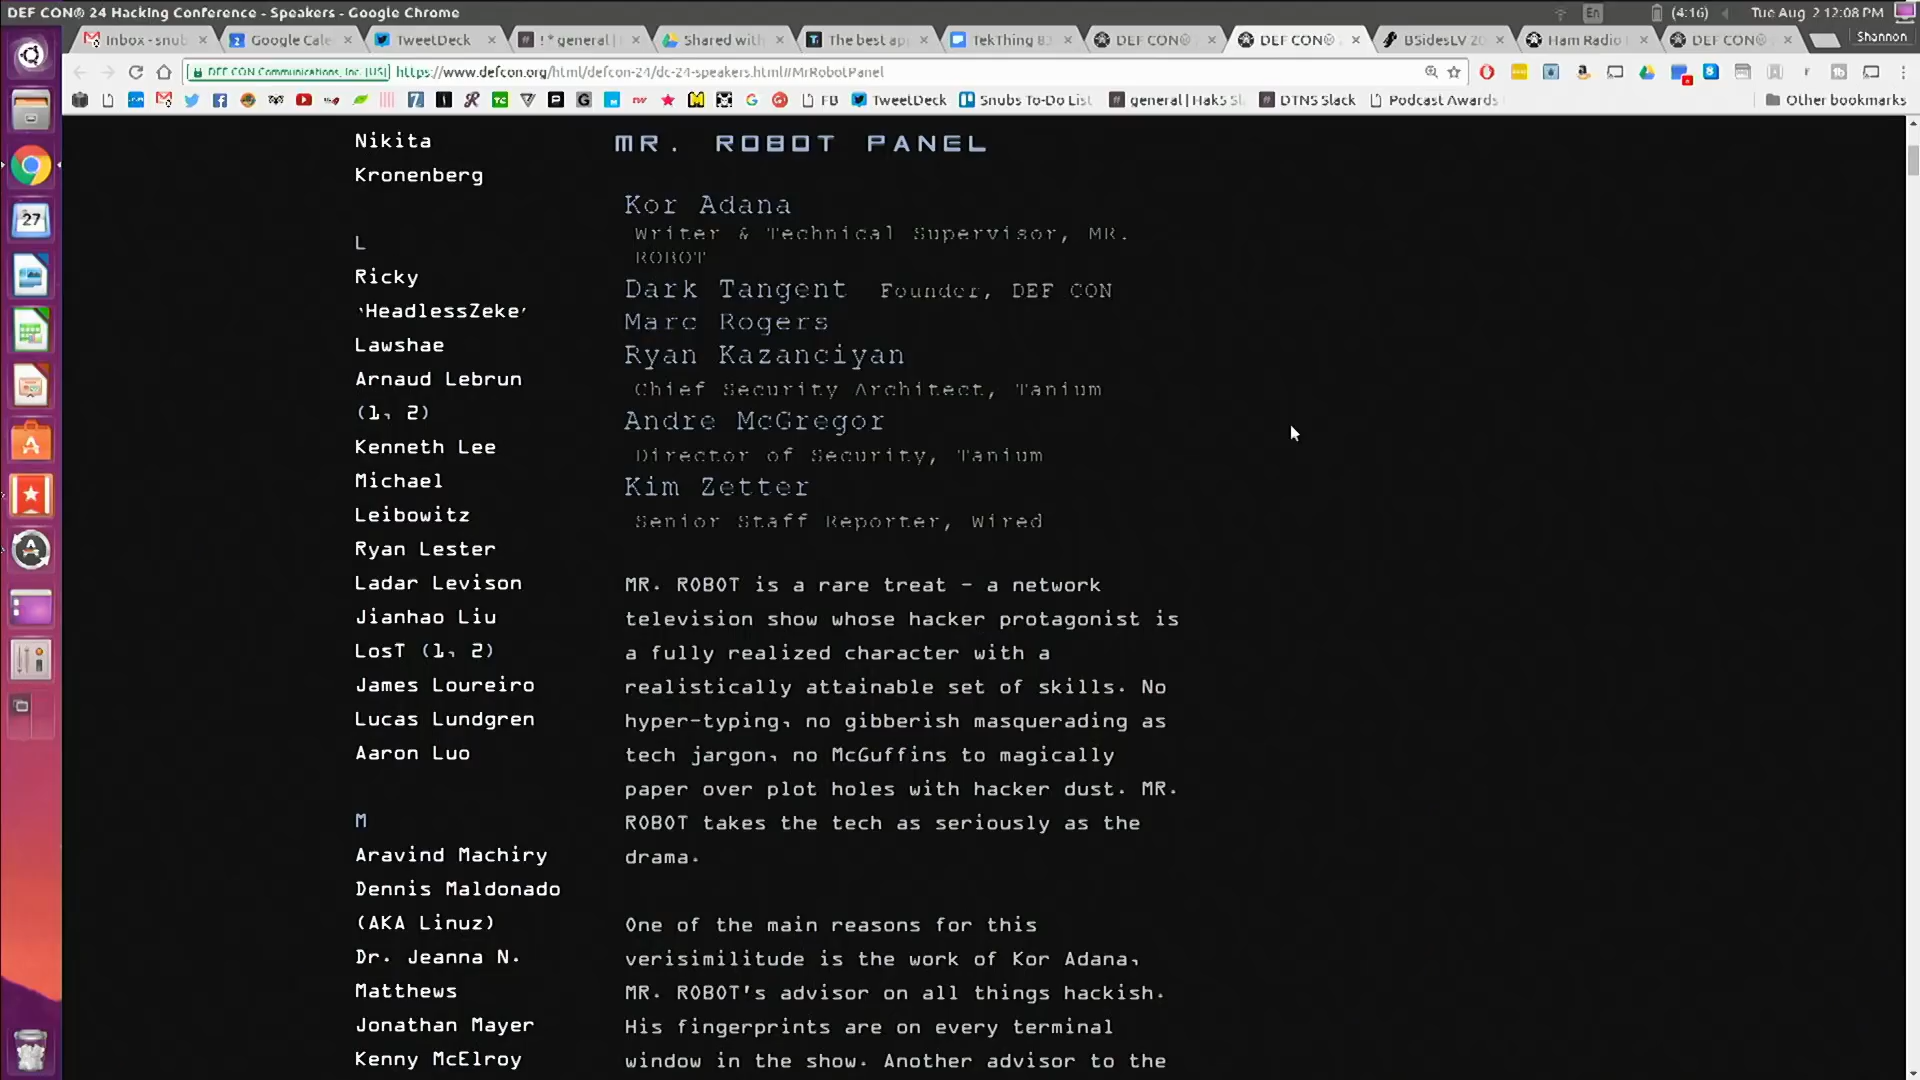 DEF CON® 24 Hacking Conference - Speakers - Google Chrome
En
(4:16)
Tue Aug 2 12:08 PM
Inbox - snub
Google Cale
TweetDeck
! * general |
Shared with
The best ap
TekThing 83
DEF CON®
DEF CON®
BSidesLV 20
Ham Radio
DEF CON®
Shannon
DEF CON Communications, Inc. [US]
https://www.defcon.org/html/defcon-24/dc-24-speakers.html#MrRobotPanel
FB
TweetDeck
Snubs To-Do List
general | Hak5 Sl
DTNS Slack
Podcast Awards
Other bookmarks
27
Nikita
Kronenberg
L
Ricky
'HeadlessZeke'
Lawshae
Arnaud Lebrun
(1, 2)
Kenneth Lee
Michael
Leibowitz
Ryan Lester
Ladar Levison
Jianhao Liu
LosT (1, 2)
James Loureiro
Lucas Lundgren
Aaron Luo
M
Aravind Machiry
Dennis Maldonado
(AKA Linuz)
Dr. Jeanna N.
Matthews
Jonathan Mayer
Kenny McElroy
MR. ROBOT PANEL
Kor Adana
Writer & Technical Supervisor, MR.
ROBOT
Dark Tangent Founder, DEF CON
Marc Rogers
Ryan Kazanciyan
Chief Security Architect, Tanium
Andre McGregor
Director of Security, Tanium
Kim Zetter
Senior Staff Reporter, Wired
MR. ROBOT is a rare treat - a network
television show whose hacker protagonist is
a fully realized character with a
realistically attainable set of skills. No
hyper-typing, no gibberish masquerading as
tech jargon, no McGuffins to magically
paper over plot holes with hacker dust. MR.
ROBOT takes the tech as seriously as the
drama.
One of the main reasons for this
verisimilitude is the work of Kor Adana,
MR. ROBOT's advisor on all things hackish.
His fingerprints are on every terminal
window in the show. Another advisor to the